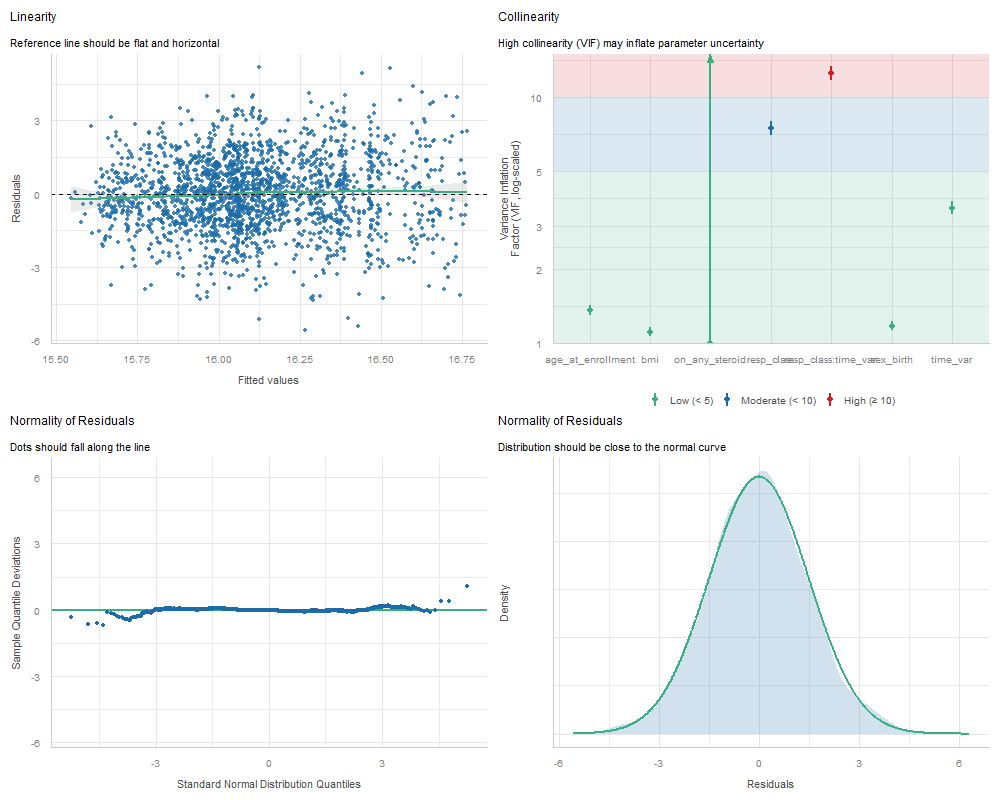 Linearity
Reference line should be flat and horizontal
Residuals
3
0
-3
-6
15.50
15.75
16.00
16.25
16.50
16.75
Fitted values
Collinearity
High collinearity (VIF) may inflate parameter uncertainty
Variance Inflation
Factor (VIF, log-scaled)
10
5
3
2
1
age_at_enrollment
bmi
on_any_steroid
resp_class
resp_class:time_var
sex_birth
time_var
Low (< 5)
Moderate (< 10)
High (≥ 10)
Normality of Residuals
Dots should fall along the line
Sample Quantile Deviations
6
3
0
-3
-6
-3
0
3
Standard Normal Distribution Quantiles
Normality of Residuals
Distribution should be close to the normal curve
Density
-6
-3
0
3
6
Residuals